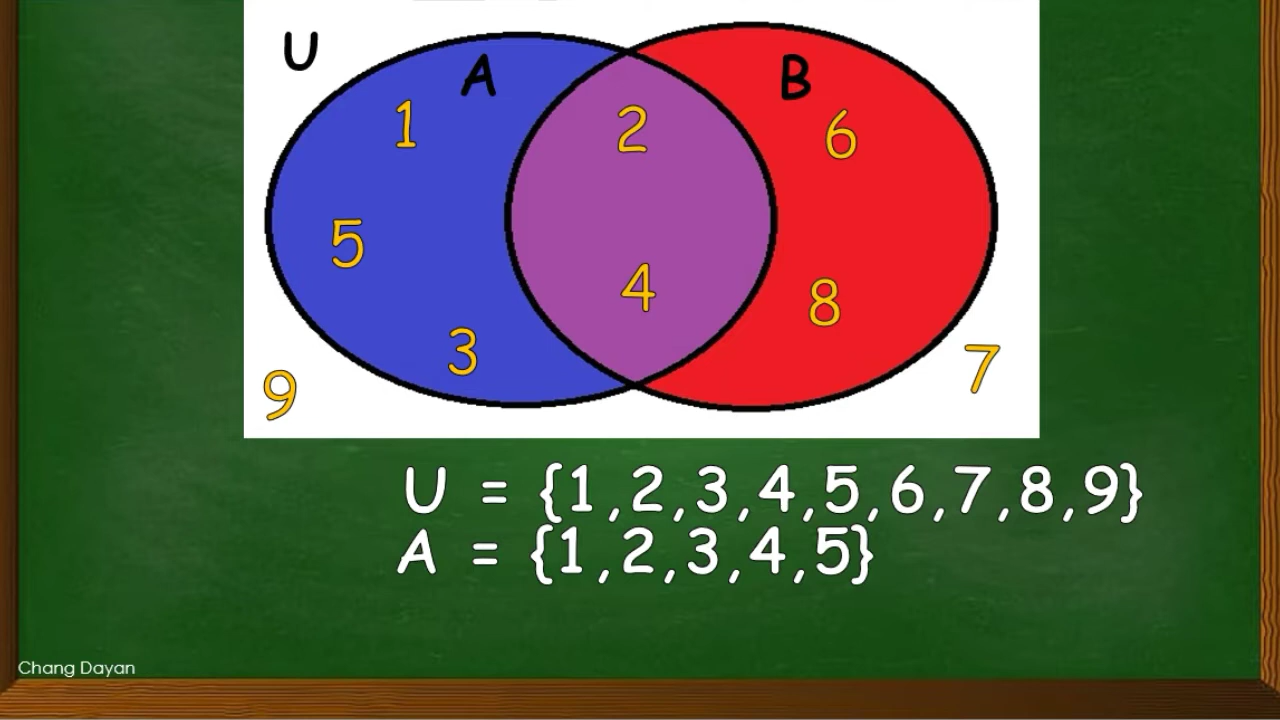 U
A
B
1
2
6
5
4
8
3
7
9
U = {1,2,3,4,5,6,7,8,9}
A = {1,2,3,4,5}
Chang Dayan